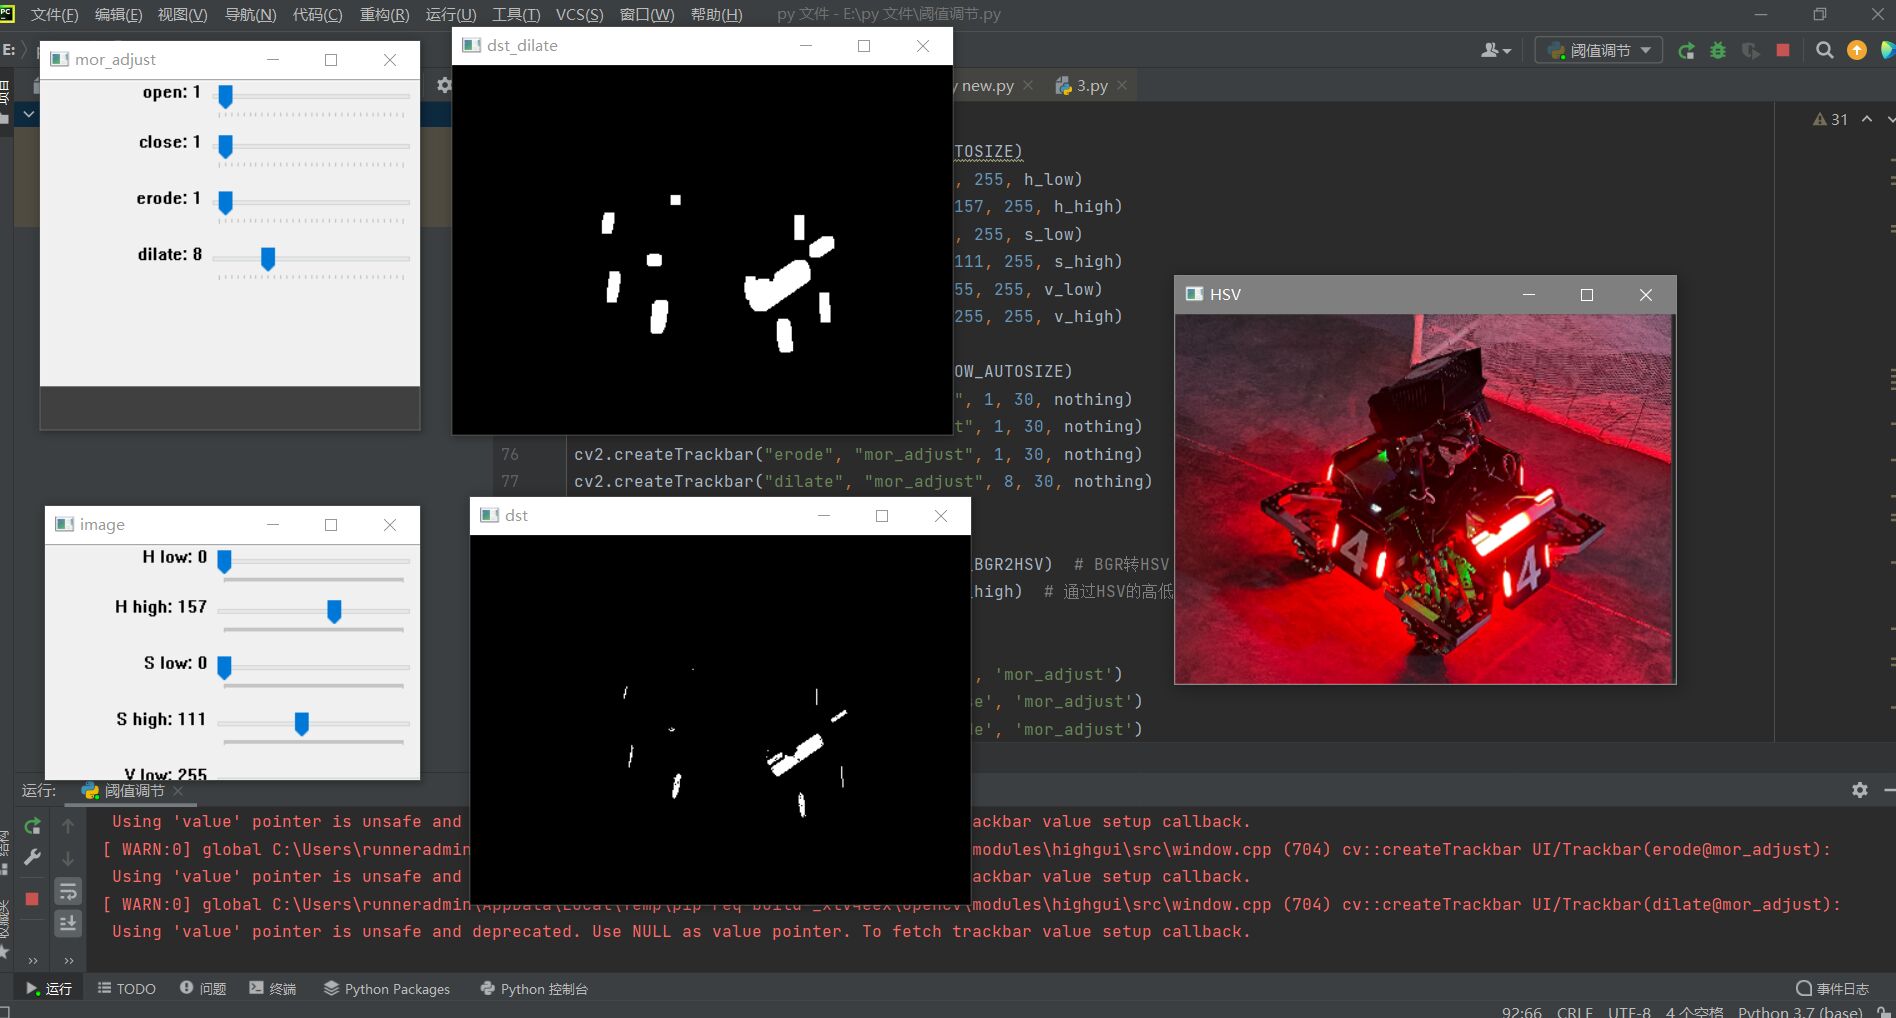 文件(F) 编辑(E) 视图(V) 导航(N) 代码(C) 重构(R) 运行(U) 工具(T) VCS(S) 窗口(W) 帮助(H) py 文件 - E:\py 文件\阈值调节.py
E:
阈值调节
new.py
3.py
31
mor_adjust
open: 1
close: 1
erode: 1
dilate: 8
dst_dilate
TOSIZE)
, 255, h_low)
157, 255, h_high)
, 255, s_low)
111, 255, s_high)
55, 255, v_low)
255, 255, v_high)
OW_AUTOSIZE)
", 1, 30, nothing)
t", 1, 30, nothing)
76 cv2.createTrackbar("erode", "mor_adjust", 1, 30, nothing)
77 cv2.createTrackbar("dilate", "mor_adjust", 8, 30, nothing)
_BGR2HSV) # BGR转HSV
high) # 通过HSV的高低
, 'mor_adjust')
e', 'mor_adjust')
de', 'mor_adjust')
HSV
4 4
image
H low: 0
H high: 157
S low: 0
S high: 111
V low: 255
dst
运行: 阈值调节
Using 'value' pointer is unsafe and ackbar value setup callback.
[ WARN:0] global C:\Users\runneradmin modules\highgui\src\window.cpp (704) cv::createTrackbar UI/Trackbar(erode@mor_adjust):
Using 'value' pointer is unsafe and ackbar value setup callback.
[ WARN:0] global C:\Users\runneradmin\AppData\Local\Temp\pip-req-build-_xlv4eex\opencv\modules\highgui\src\window.cpp (704) cv::createTrackbar UI/Trackbar(dilate@mor_adjust):
Using 'value' pointer is unsafe and deprecated. Use NULL as value pointer. To fetch trackbar value setup callback.
运行 TODO 问题 终端 Python Packages Python 控制台 事件日志
92:66 CRLF UTF-8 4 个空格 Python 3.7 (base)